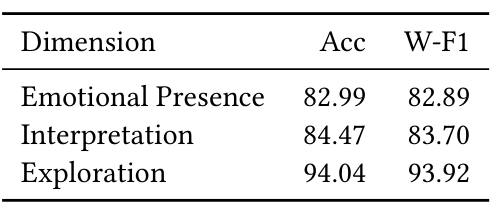 Dimension Acc W-F1
Emotional Presence 82.99 82.89
Interpretation 84.47 83.70
Exploration 94.04 93.92